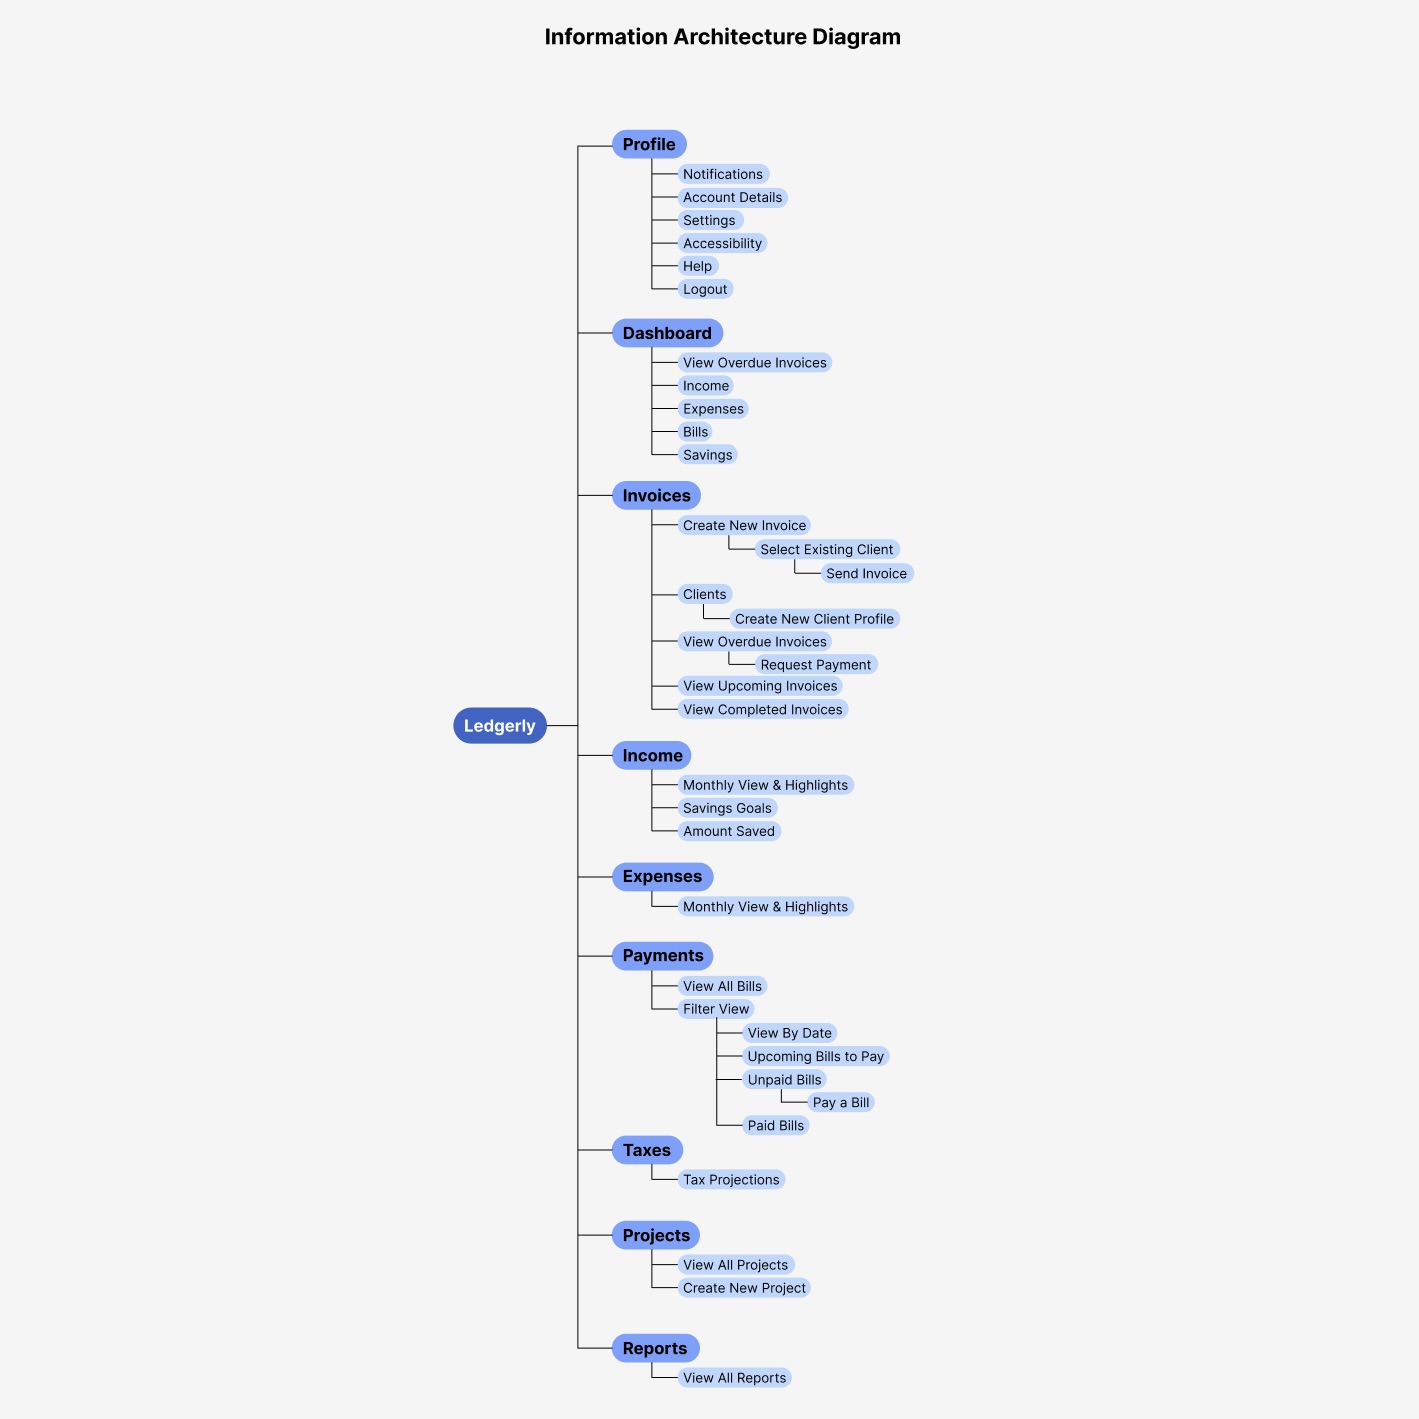 Information Architecture Diagram
Profile
Notifications
Account Details
Settings
Accessibility
Help
Logout
Dashboard
View Overdue Invoices
Income
Expenses
Bills
Savings
Invoices
Create New Invoice
Select Existing Client
Send Invoice
Clients
Create New Client Profile
View Overdue Invoices
Request Payment
View Upcoming Invoices
View Completed Invoices
Ledgerly
Income
Monthly View & Highlights
Savings Goals
Amount Saved
Expenses
Monthly View & Highlights
Payments
View All Bills
Filter View
View By Date
Upcoming Bills to Pay
Unpaid Bills
Pay a Bill
Paid Bills
Taxes
Tax Projections
Projects
View All Projects
Create New Project
Reports
View All Reports